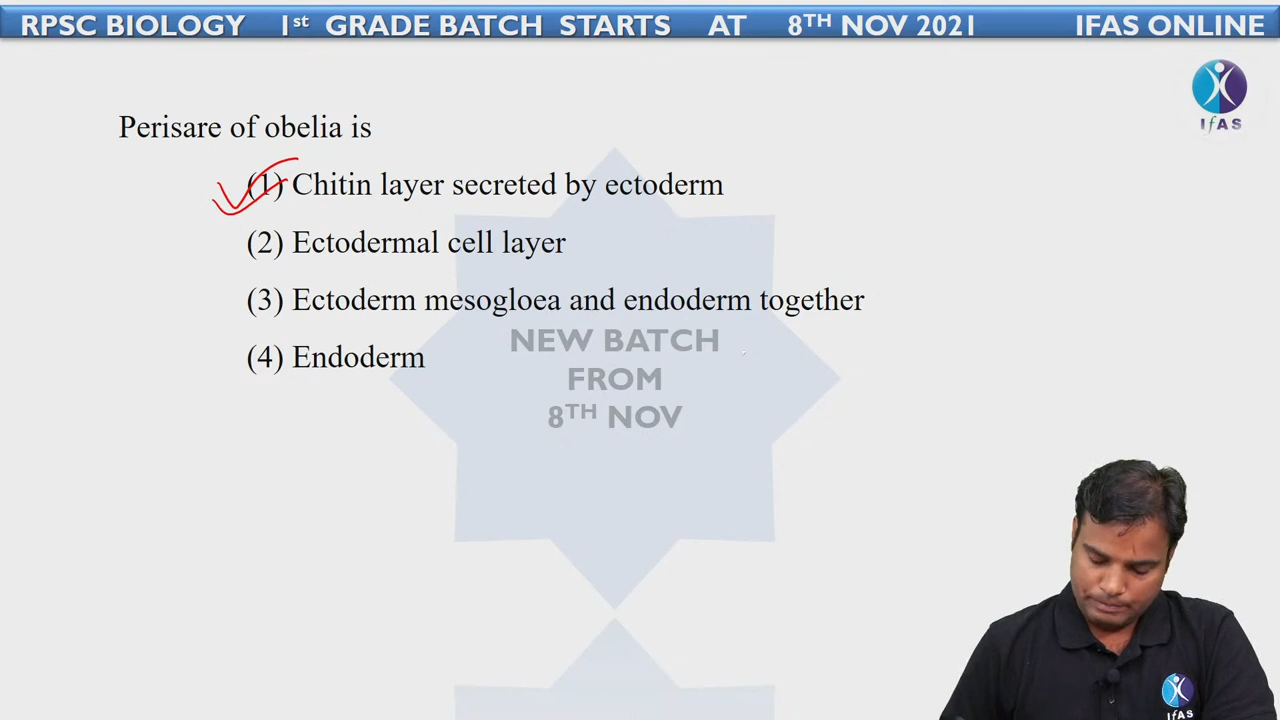 RPSC BIOLOGY 1st GRADE BATCH STARTS AT 8TH NOV 2021 IFAS ONLINE
IfAS
Perisare of obelia is
(1) Chitin layer secreted by ectoderm
(2) Ectodermal cell layer
(3) Ectoderm mesogloea and endoderm together
(4) Endoderm
NEW BATCH
FROM
8TH NOV
IfAS